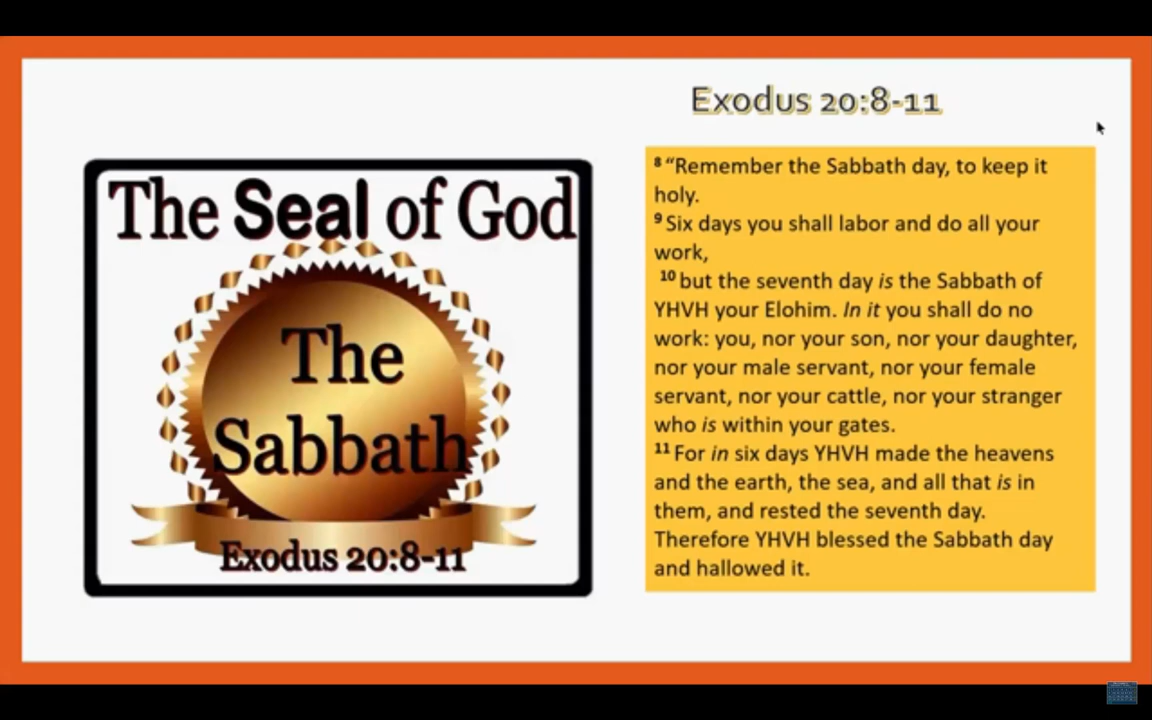 Exodus 20:8-11
The Seal of God
The
Sabbath
Exodus 20:8-11
8 “Remember the Sabbath day, to keep it
holy.
9 Six days you shall labor and do all your
work,
10 but the seventh day is the Sabbath of
YHVH your Elohim. In it you shall do no
work: you, nor your son, nor your daughter,
nor your male servant, nor your female
servant, nor your cattle, nor your stranger
who is within your gates.
11 For in six days YHVH made the heavens
and the earth, the sea, and all that is in
them, and rested the seventh day.
Therefore YHVH blessed the Sabbath day
and hallowed it.